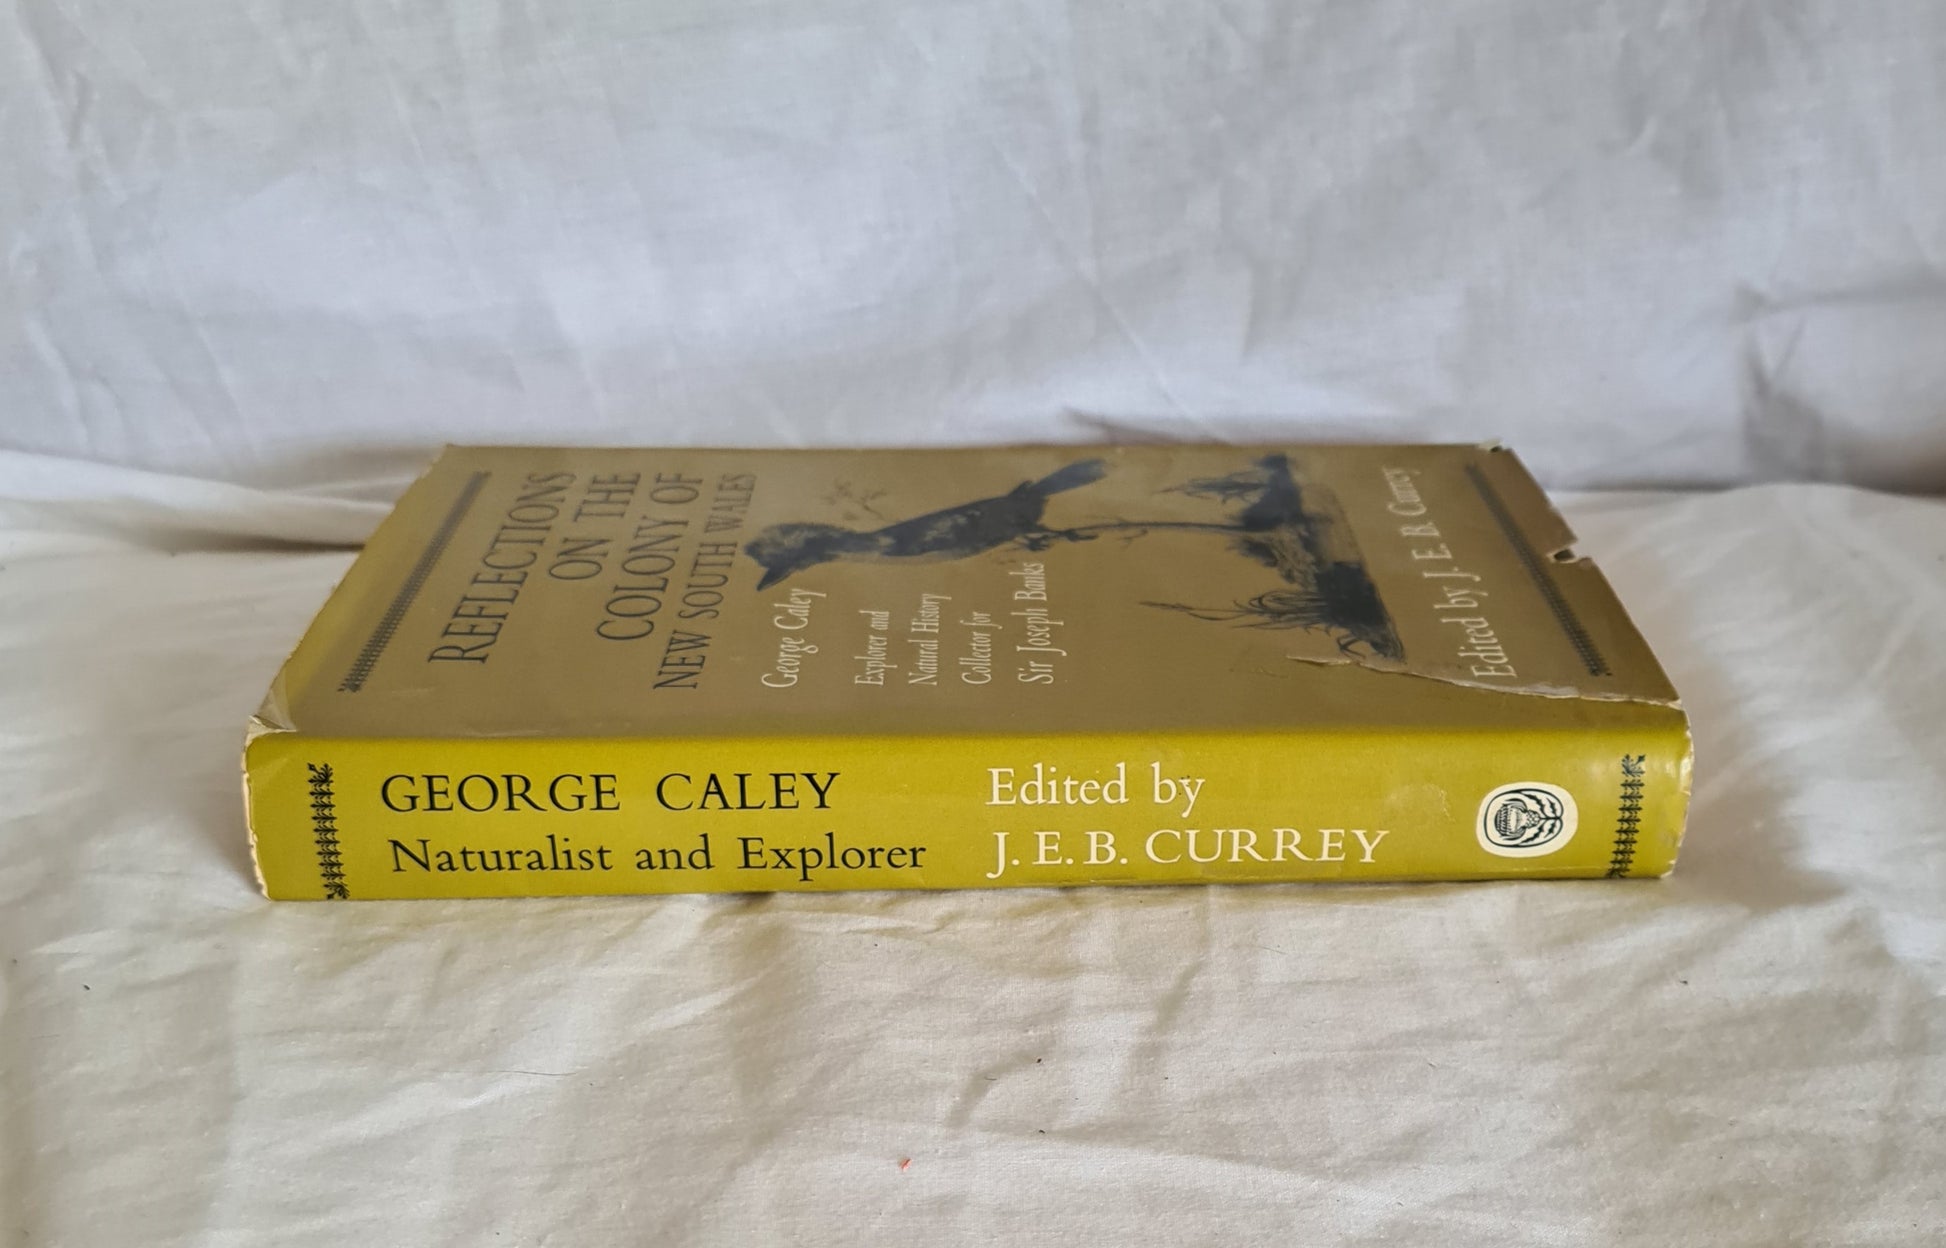 REFLECTIONS
ON THE
COLONY OF
NEW SOUTH WALES
George Caley
Explorer and
Natural History
Collector for
Sir Joseph Banks
Edited by J. E. B. Currey
GEORGE CALEY
Naturalist and Explorer
Edited by
J. E. B. CURREY